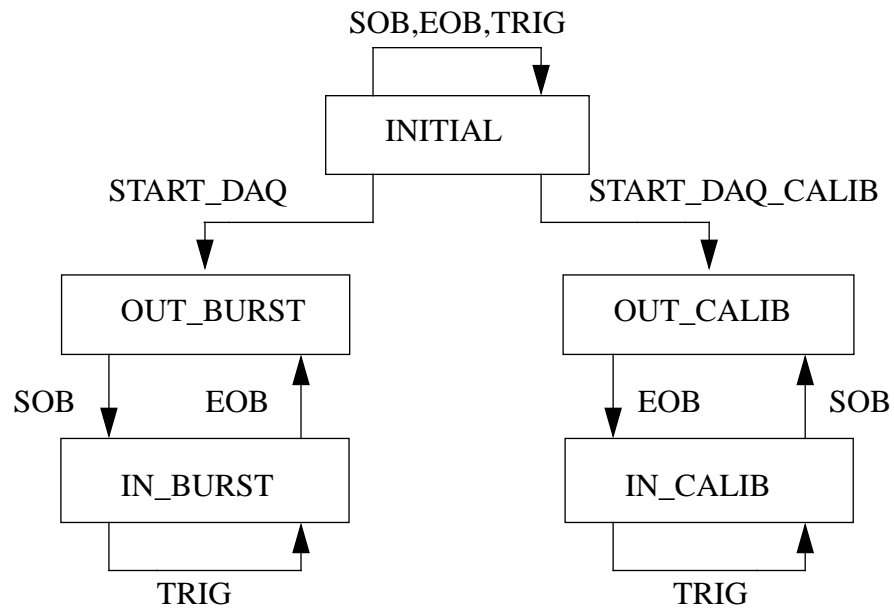 SOB,EOB,TRIG
INITIAL
START_DAQ
START_DAQ_CALIB
OUT_BURST
OUT_CALIB
SOB
EOB
EOB
SOB
IN_BURST
IN_CALIB
TRIG
TRIG